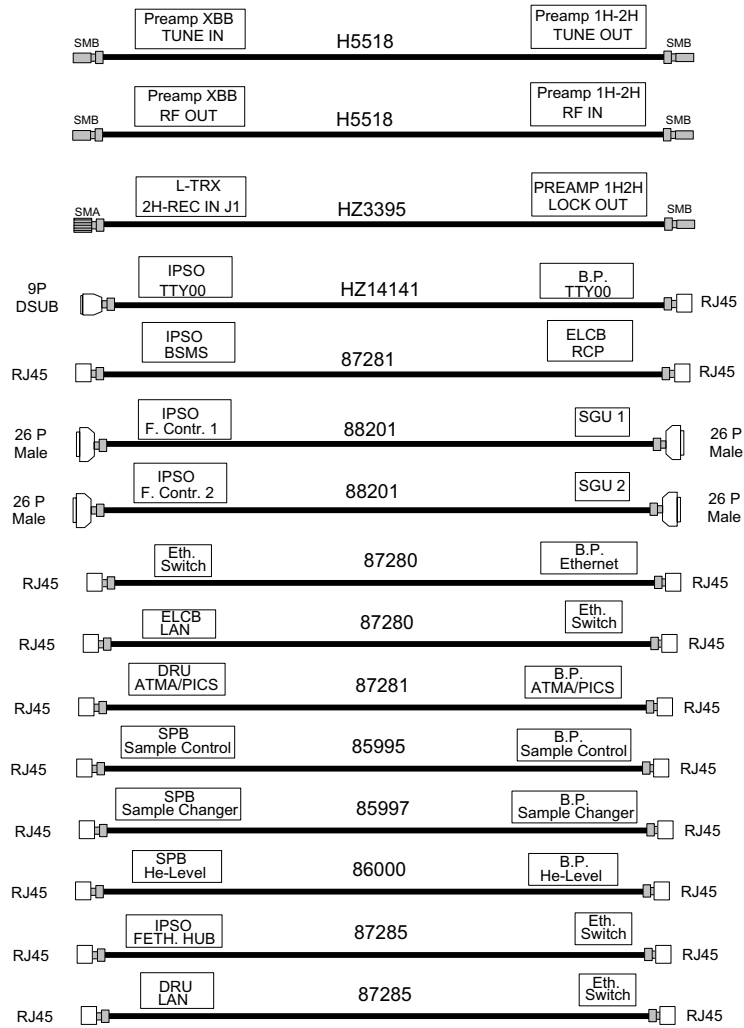 Preamp XBB
TUNE IN
H5518
Preamp 1H-2H
TUNE OUT
SMB
SMB
Preamp XBB
RF OUT
H5518
Preamp 1H-2H
RF IN
SMB
SMB
L-TRX
2H-REC IN J1
HZ3395
PREAMP 1H2H
LOCK OUT
SMA
SMB
9P
DSUB
IPSO
TTY00
HZ14141
B.P.
TTY00
RJ45
RJ45
IPSO
BSMS
87281
ELCB
RCP
RJ45
26 P
Male
IPSO
F. Contr. 1
88201
SGU 1
26 P
Male
26 P
Male
IPSO
F. Contr. 2
88201
SGU 2
26 P
Male
RJ45
Eth.
Switch
87280
B.P.
Ethernet
RJ45
RJ45
ELCB
LAN
87280
Eth.
Switch
RJ45
RJ45
DRU
ATMA/PICS
87281
B.P.
ATMA/PICS
RJ45
RJ45
SPB
Sample Control
85995
B.P.
Sample Control
RJ45
RJ45
SPB
Sample Changer
85997
B.P.
Sample Changer
RJ45
RJ45
SPB
He-Level
86000
B.P.
He-Level
RJ45
RJ45
IPSO
FETH. HUB
87285
Eth.
Switch
RJ45
RJ45
DRU
LAN
87285
Eth.
Switch
RJ45